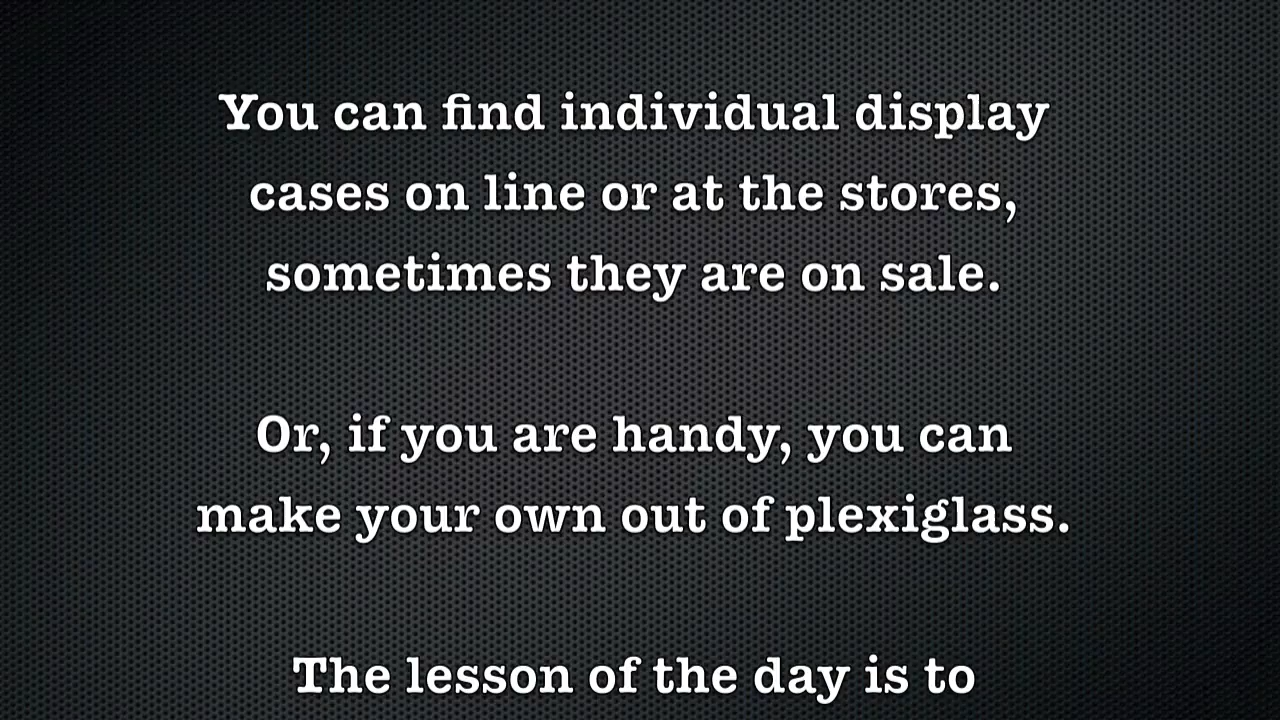 You can find individual display
cases on line or at the stores,
sometimes they are on sale.
Or, if you are handy, you can
make your own out of plexiglass.
The lesson of the day is to